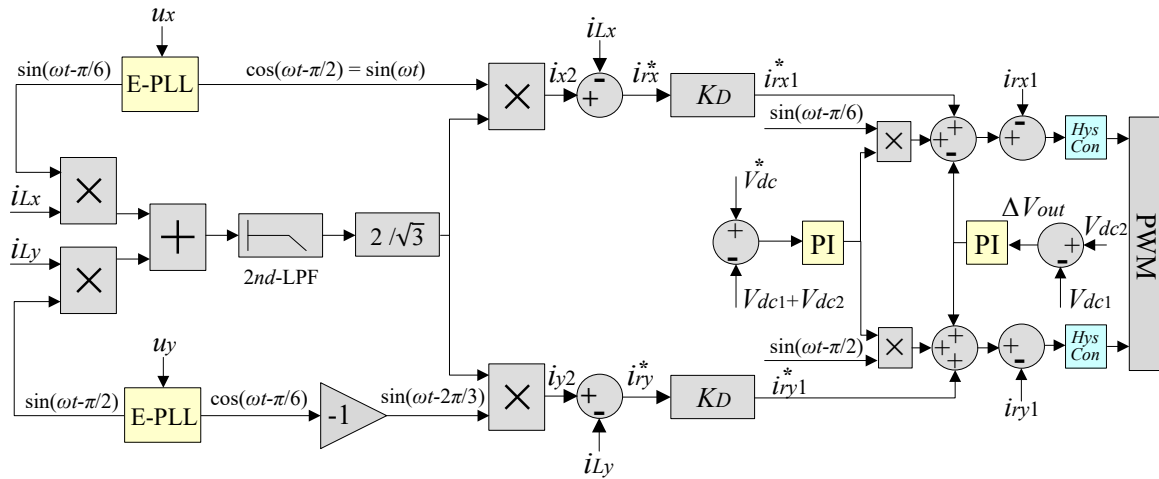 ux
sin(ωt-π/6)
E-PLL
cos(ωt-π/2) = sin(ωt)
×
ix2
iLx
-
+
i*rx
KD
i*rx1
sin(ωt-π/6)
×
+
+
-
irx1
-
+
Hys
Con
iLx
×
iLy
×
+
2nd-LPF
2 /√3
V*dc
+
-
PI
Vdc1+Vdc2
PI
ΔVout
+
-
Vdc2
Vdc1
PWM
uy
sin(ωt-π/2)
E-PLL
cos(ωt-π/6)
-1
sin(ωt-2π/3)
×
iy2
+
-
iLy
i*ry
KD
i*ry1
sin(ωt-π/2)
×
+
+
+
+
-
iry1
Hys
Con